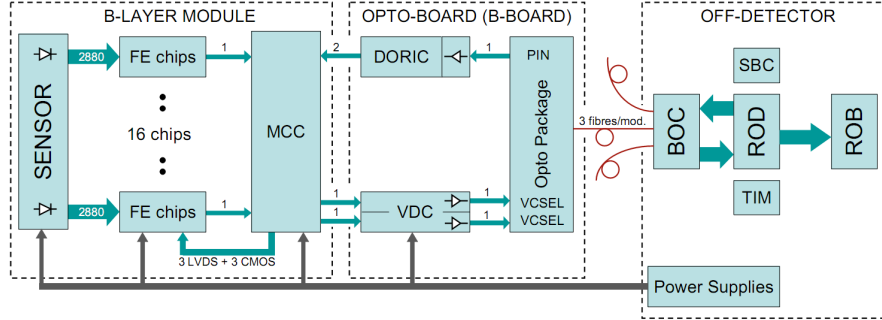 B-LAYER MODULE
OPTO-BOARD (B-BOARD)
OFF-DETECTOR
SENSOR
2880
FE chips
1
16 chips
2880
FE chips
1
3 LVDS + 3 CMOS
MCC
2
DORIC
1
PIN
Opto Package
1
1
VDC
1
1
VCSEL
VCSEL
3 fibres/mod.
BOC
SBC
ROD
TIM
ROB
Power Supplies